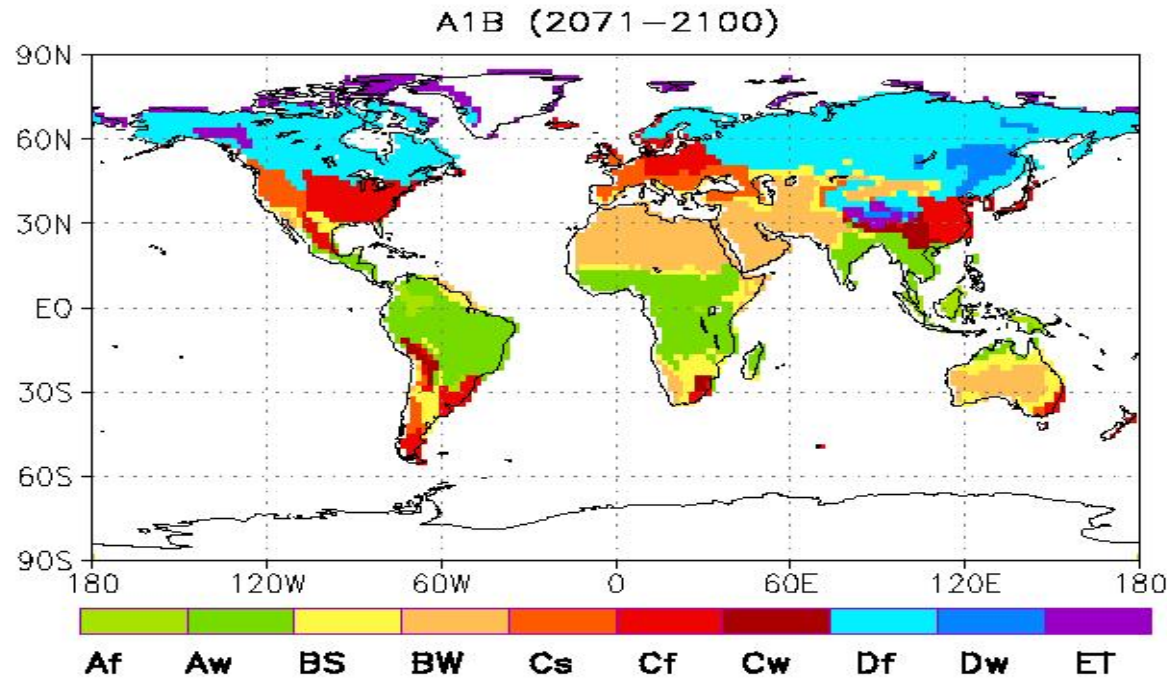 A1B (2071-2100)
90N
60N
30N
EQ
30S
60S
90S
180 120W 60W 0 60E 120E 180
Af Aw BS BW Cs Cf Cw Df Dw ET